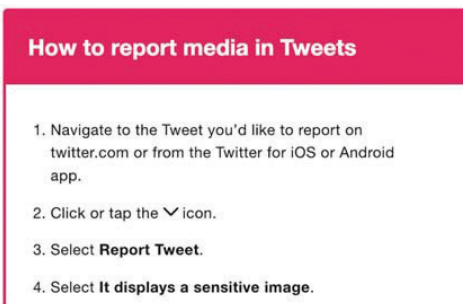 How to report media in Tweets
1. Navigate to the Tweet you'd like to report on
twitter.com or from the Twitter for iOS or Android
app.
2. Click or tap the icon.
3. Select Report Tweet.
4. Select It displays a sensitive image.